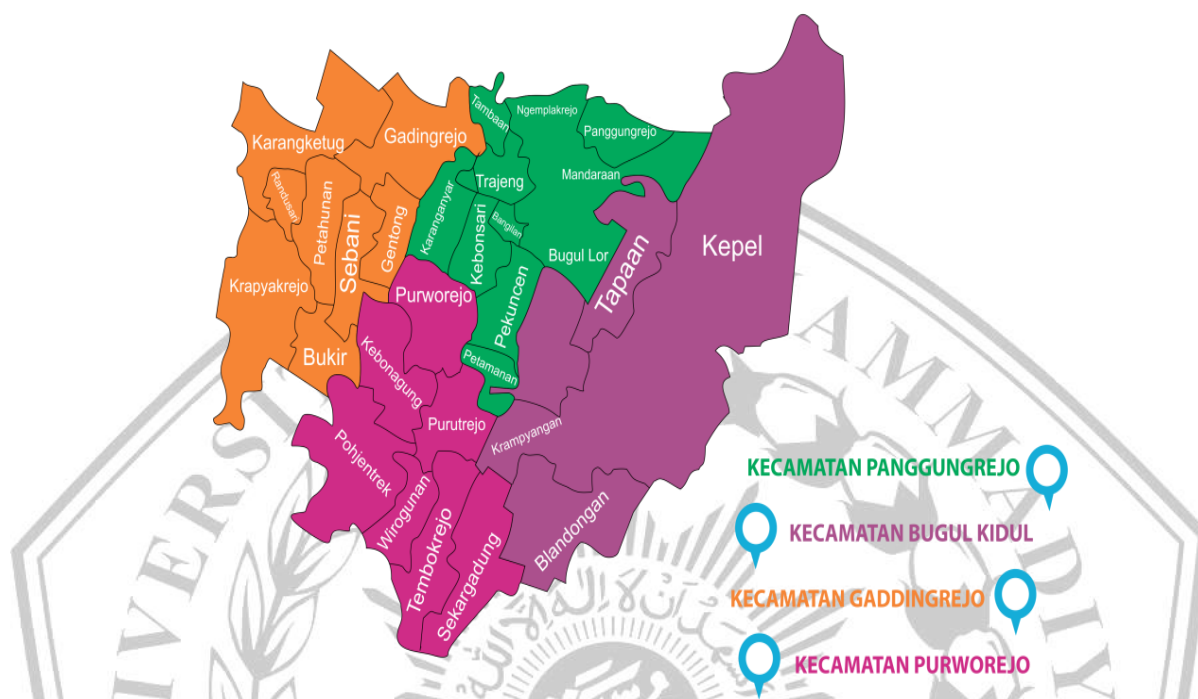 Karangketug
Gadingrejo
Randusan
Petahunan
Sebani
Gentong
Krapyakrejo
Bukir
Tambaan
Ngemplakrejo
Panggungrejo
Mandaraan
Trajeng
Karanganyar
Kebonsari
Bangilan
Bugul Lor
Pekuncen
Petamanan
Tapaan
Kepel
Krampyangan
Blandongan
Purworejo
Kebonagung
Purutrejo
Pohjentrek
Wirogunan
Tembokrejo
Sekargadung
KECAMATAN PANGGUNGREJO
KECAMATAN BUGUL KIDUL
KECAMATAN GADDINGREJO
KECAMATAN PURWOREJO